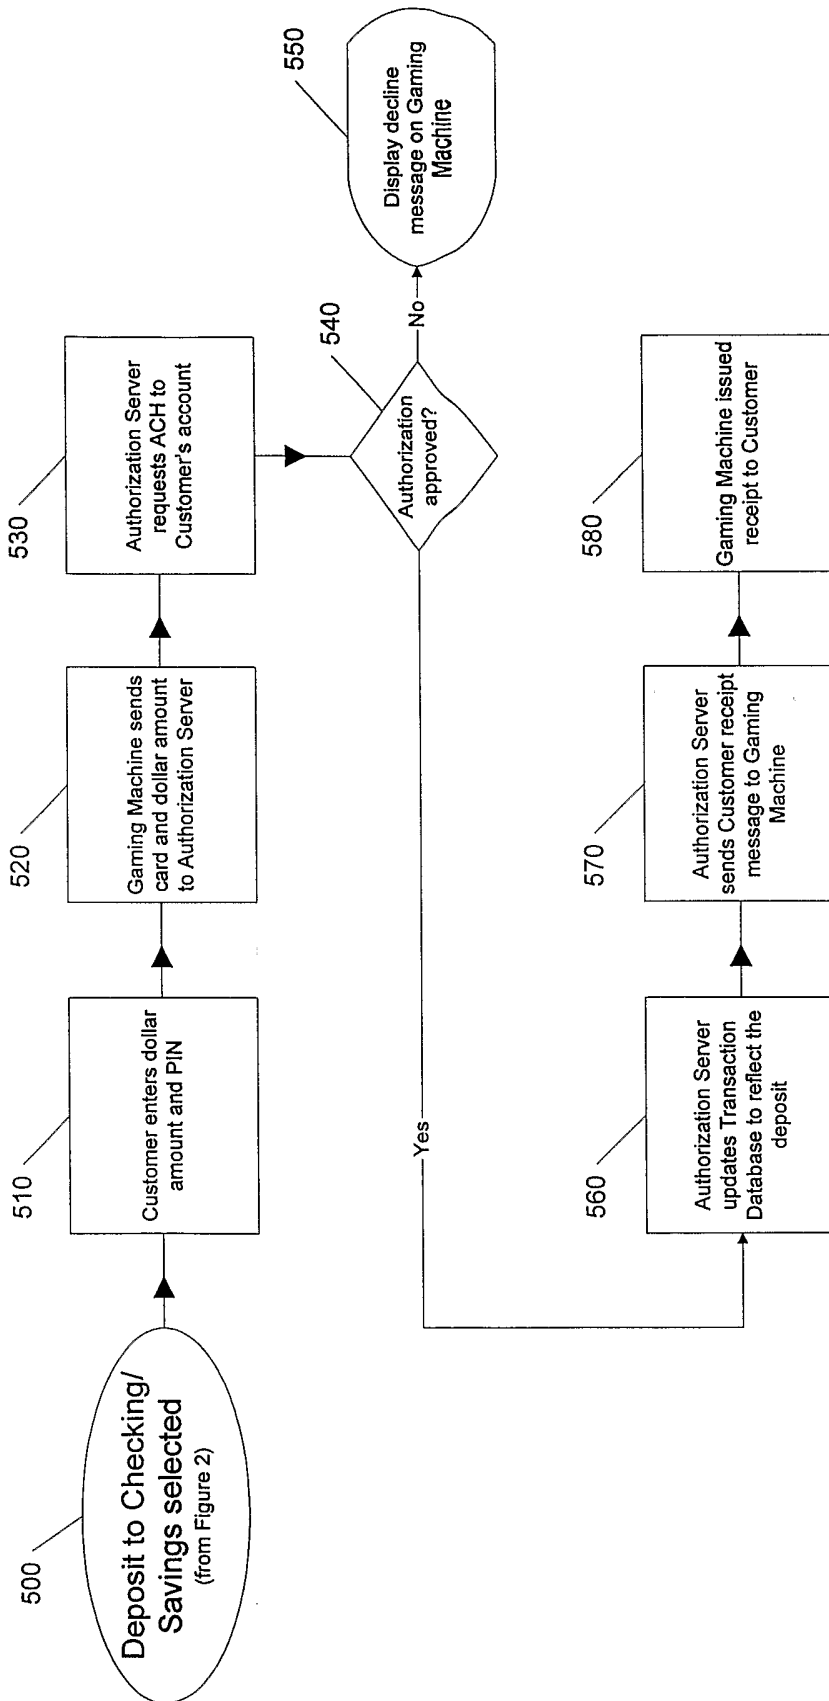 500
Deposit to Checking/
Savings selected
(from Figure 2)
510
Customer enters dollar
amount and PIN
520
Gaming Machine sends
card and dollar amount
to Authorization Server
530
Authorization Server
requests ACH to
Customer's account
540
Authorization
approved?
No
550
Display decline
message on Gaming
Machine
Yes
560
Authorization Server
updates Transaction
Database to reflect the
deposit
570
Authorization Server
sends Customer receipt
message to Gaming
Machine
580
Gaming Machine issued
receipt to Customer